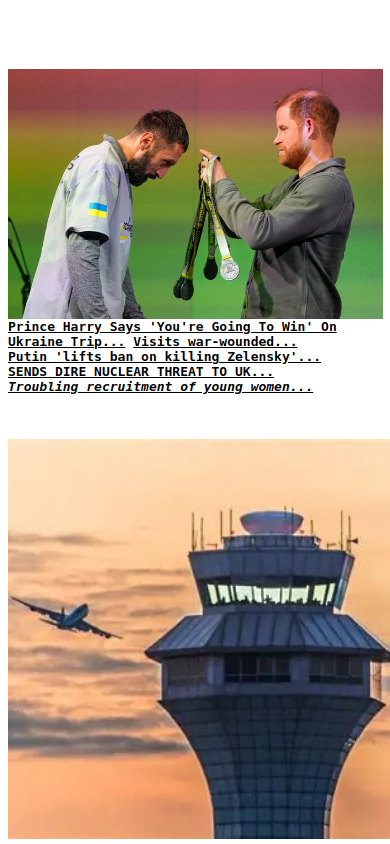 Prince Harry Says 'You're Going To Win' On
Ukraine Trip... Visits war-wounded...
Putin 'lifts ban on killing Zelensky'...
SENDS DIRE NUCLEAR THREAT TO UK...
Troubling recruitment of young women...